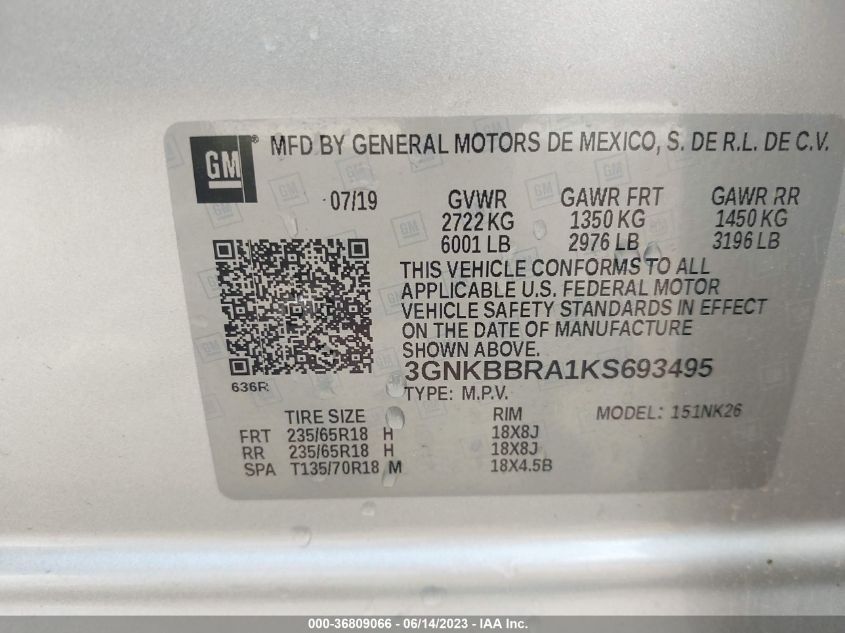 GM ® MFD BY GENERAL MOTORS DE MEXICO, S. DE R.L. DE C.V.
07/19 GVWR GAWR FRT GAWR RR
2722 KG 1350 KG 1450 KG
6001 LB 2976 LB 3196 LB
THIS VEHICLE CONFORMS TO ALL
APPLICABLE U.S. FEDERAL MOTOR
VEHICLE SAFETY STANDARDS IN EFFECT
ON THE DATE OF MANUFACTURE
SHOWN ABOVE.
3GNKBBRA1KS693495
636R
TYPE: M.P.V.
TIRE SIZE RIM MODEL: 151NK26
FRT 235/65R18 H 18X8J
RR 235/65R18 H 18X8J
SPA T135/70R18 M 18X4.5B
000-36809066 - 06/14/2023 - IAA Inc.